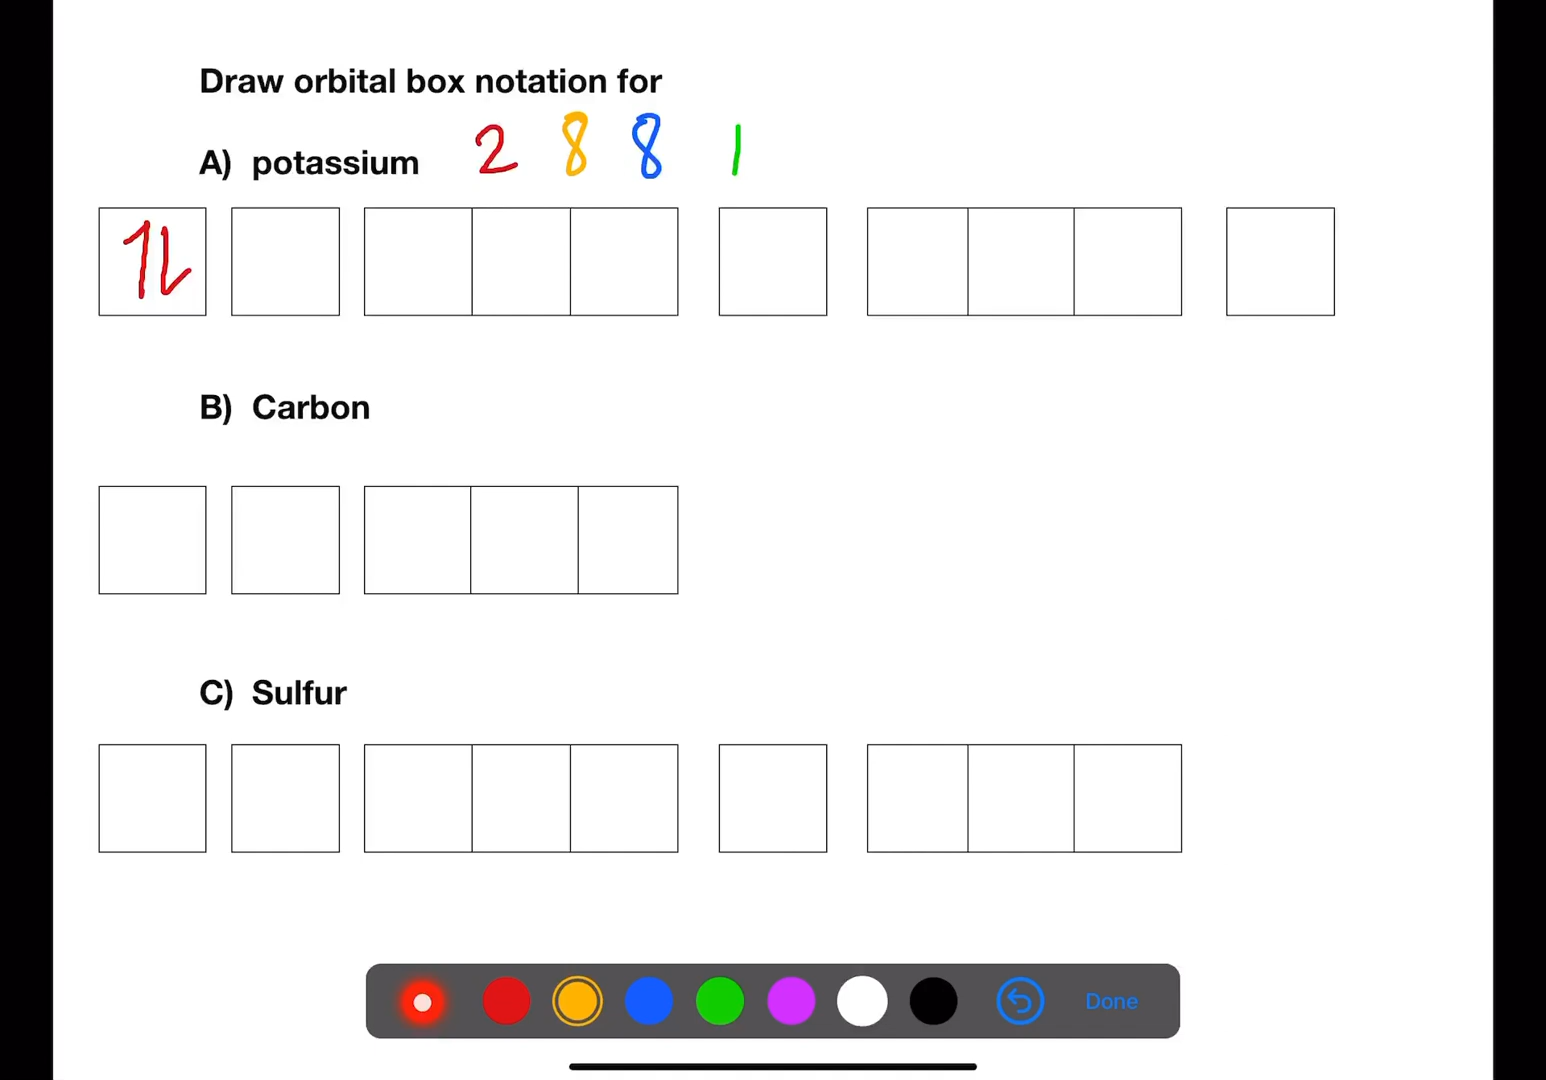 Draw orbital box notation for
A) potassium 2 8 8 1
B) Carbon
C) Sulfur
Done